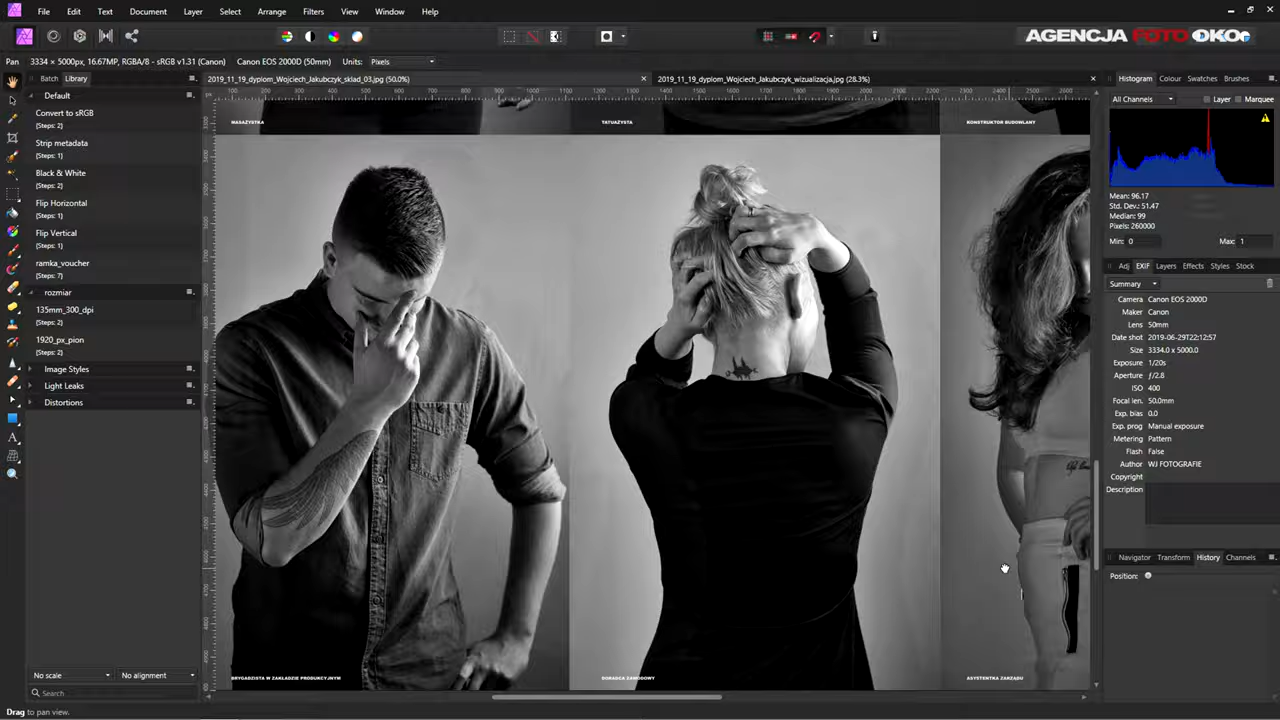 File Edit Text Document Layer Select Arrange Filters View Window Help
AGENCJA FOTO OKO
Pan 3334 × 5000px, 16.67MP, RGBA/8 - sRGB v1.31 (Canon) Canon EOS 2000D (50mm) Units: Pixels
Batch Library
2019_11_19_dyplom_Wojciech_Jakubczyk_sklad_03.jpg (50.0%)
2019_11_19_dyplom_Wojciech_Jakubczyk_wizualizacja.jpg (28.3%)
Histogram Colour Swatches Brushes
Default
Convert to sRGB
(Steps: 2)
Strip metadata
(Steps: 1)
Black & White
(Steps: 2)
Flip Horizontal
(Steps: 1)
Flip Vertical
(Steps: 1)
ramka_voucher
(Steps: 7)
rozmiar
135mm_300_dpi
(Steps: 2)
1920_px_pion
(Steps: 2)
Image Styles
Light Leaks
Distortions
No scale No alignment
Search
Drag to pan view.
MASAŻYSTKA TATUAŻYSTA KONSTRUKTOR BUDOWLANY
BRYGADZISTA W ZAKŁADZIE PRODUKCYJNYM DORADCA ZAWODOWY ASYSTENTKA ZARZĄDU
All Channels Layer Marquee
Mean: 96.17
Std. Dev.: 51.47
Median: 99
Pixels: 260000
Min: 0 Max: 1
Adj EXIF Layers Effects Styles Stock
Summary
Camera Canon EOS 2000D
Maker Canon
Lens 50mm
Date shot 2019-06-29T22:12:57
Size 3334.0 x 5000.0
Exposure 1/20s
Aperture ƒ/2.8
ISO 400
Focal len. 50.0mm
Exp. bias 0.0
Exp. prog Manual exposure
Metering Pattern
Flash False
Author WJ FOTOGRAFIE
Copyright
Description
Navigator Transform History Channels
Position: